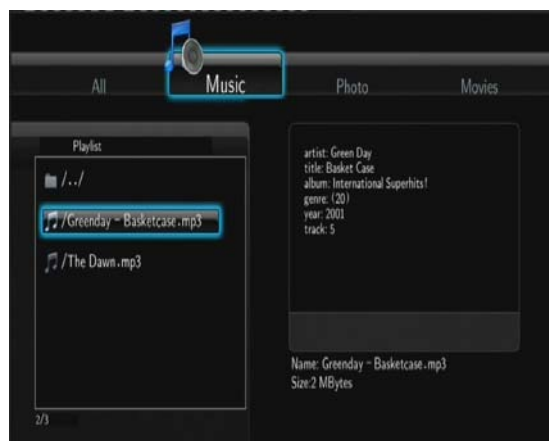 All Music Photo Movies
Playlist
/../
/Greenday - Basketcase.mp3
/The Dawn.mp3
2/3
artist: Green Day
title: Basket Case
album: International Superhits!
genre: (20)
year: 2001
track: 5
Name: Greenday - Basketcase.mp3
Size:2 MBytes